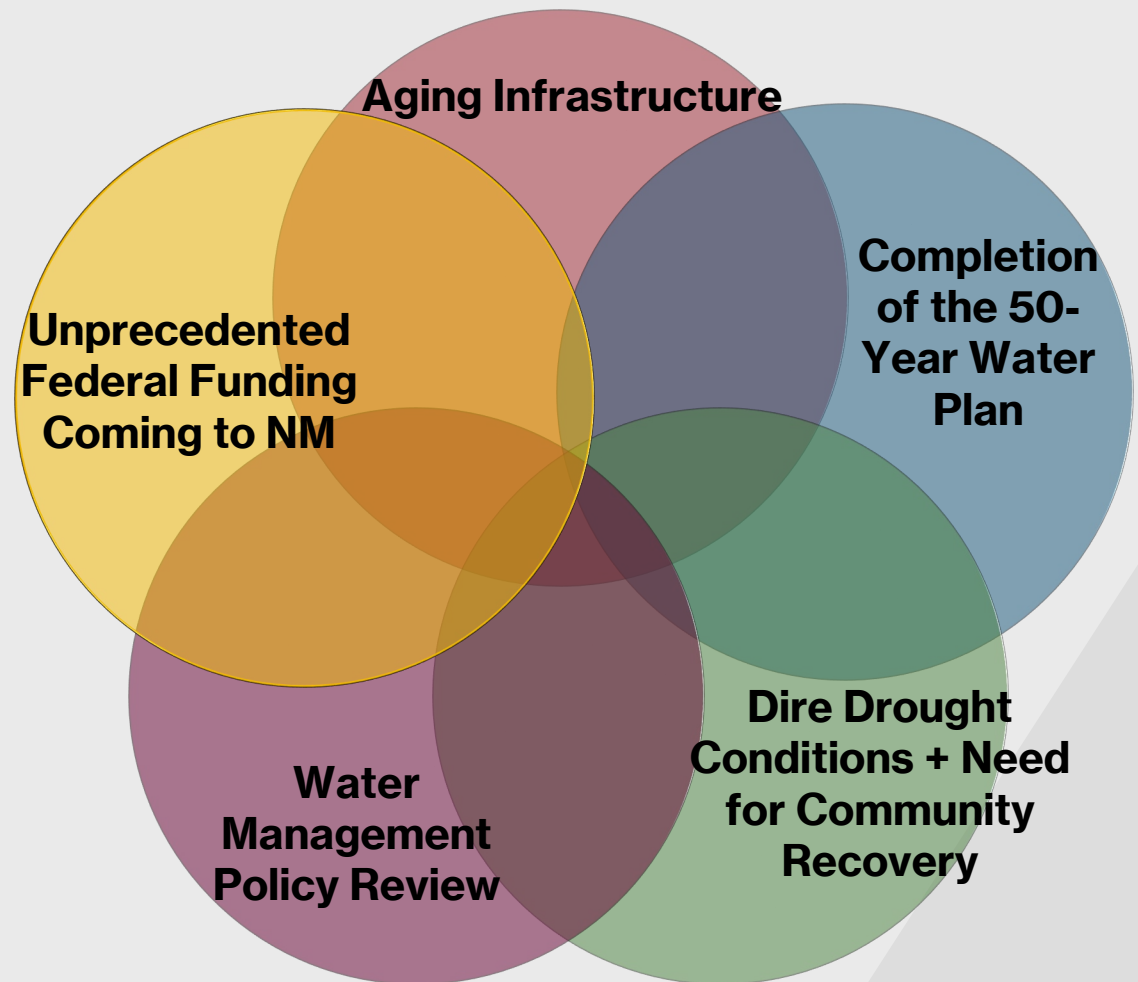 Aging Infrastructure
Completion
of the 50-
Year Water
Plan
Unprecedented
Federal Funding
Coming to NM
Dire Drought
Conditions + Need
for Community
Recovery
Water
Management
Policy Review